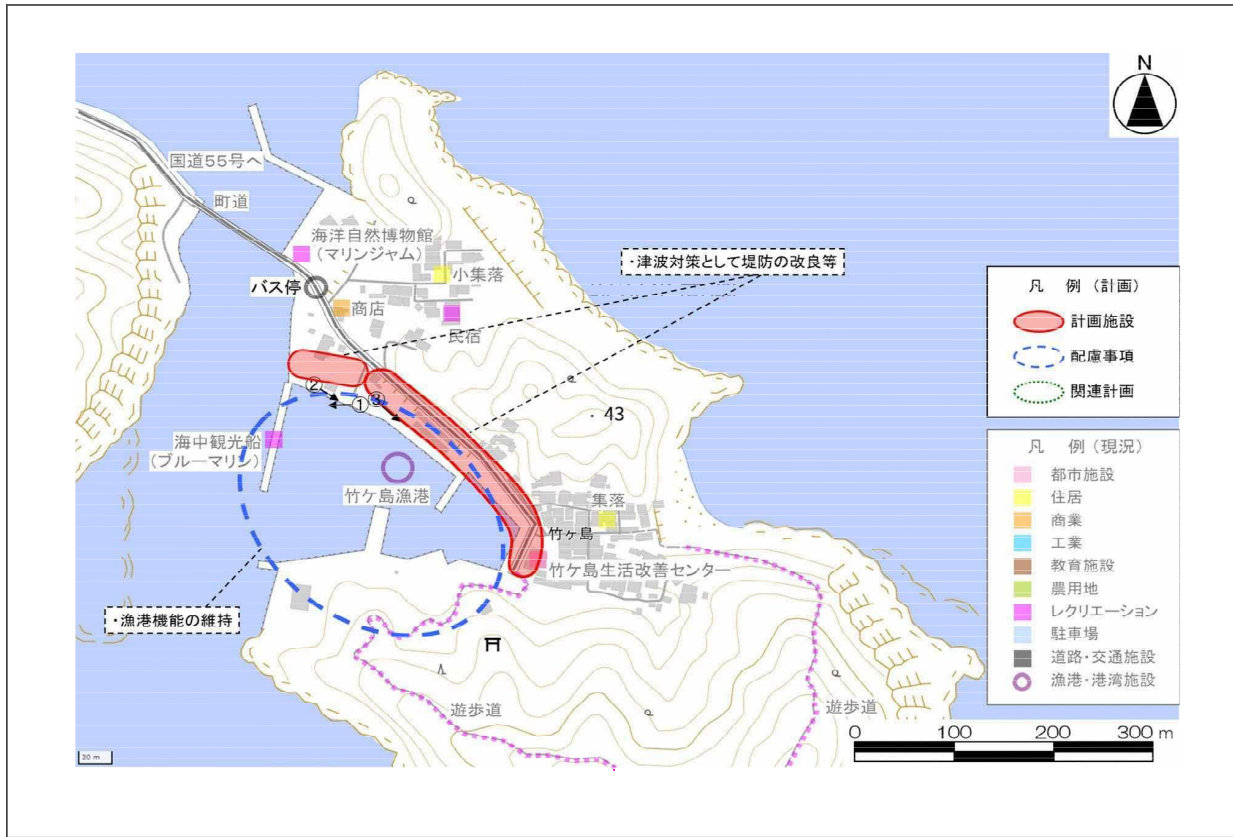 N
国道55号へ
町道
海洋自然博物館
(マリンジャム)
小集落
・津波対策として堤防の改良等
バス停
商店
民宿
②
①
③
43
海中観光船
(ブルーマリン)
竹ケ島漁港
集落
竹ヶ島
竹ケ島生活改善センター
・漁港機能の維持
遊歩道
遊歩道
凡 例 (計画)
計画施設
配慮事項
関連計画
凡 例 (現況)
都市施設
住居
商業
工業
教育施設
農用地
レクリエーション
駐車場
道路・交通施設
漁港・港湾施設
0 100 200 300 m
30 m